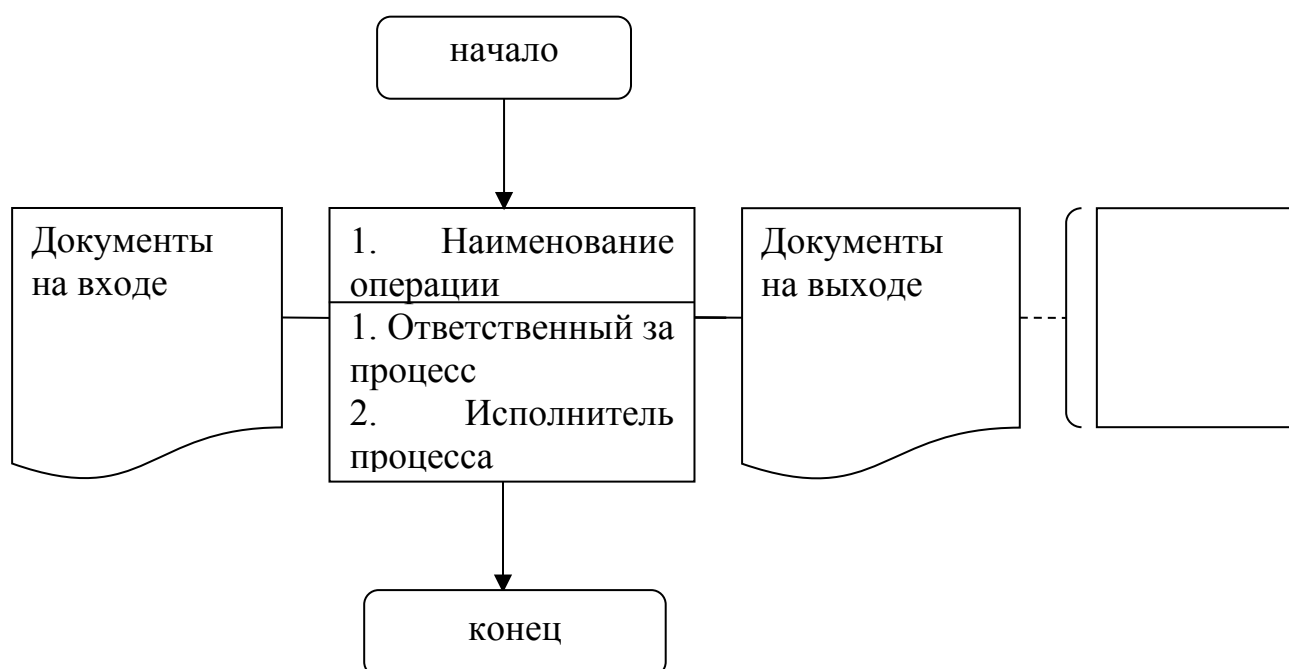 начало
Документы
на входе
1. Наименование
операции
1. Ответственный за
процесс
2. Исполнитель
процесса
Документы
на выходе
конец